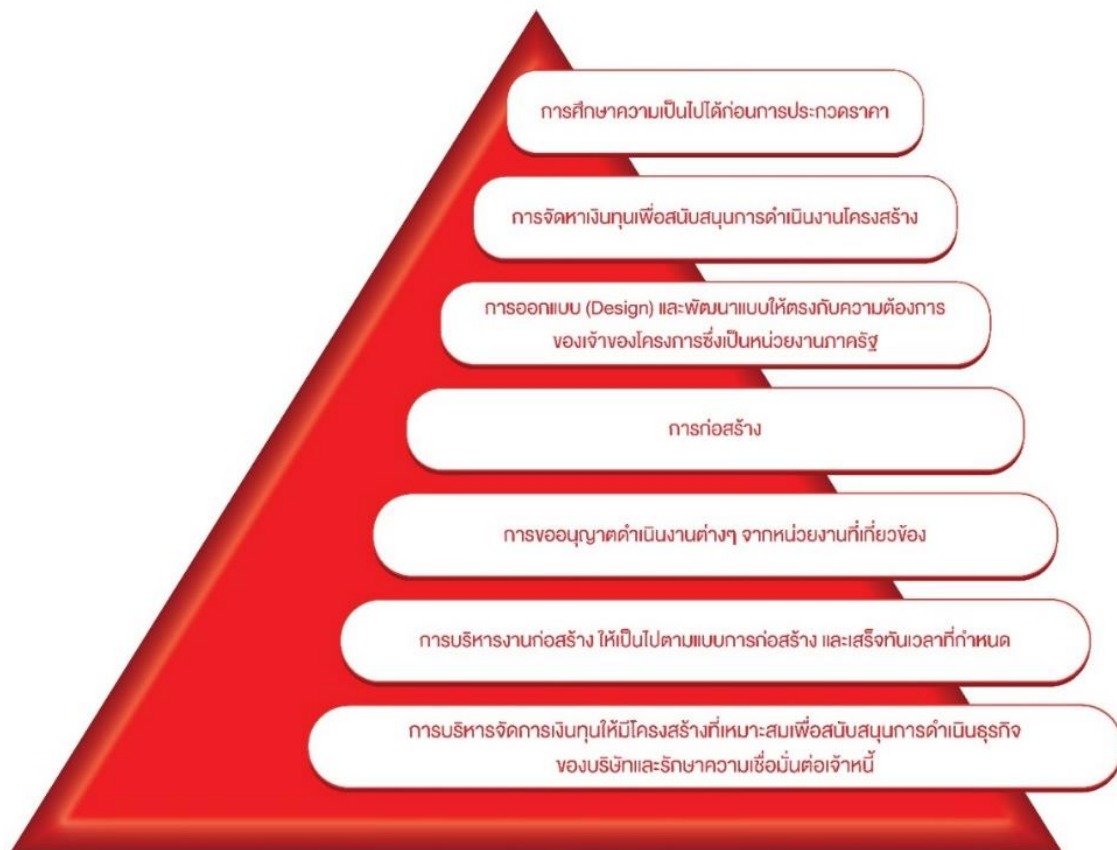 การศึกษาความเป็นไปได้ก่อนการประกวดราคา
การจัดหาเงินทุนเพื่อสนับสนุนการดำเนินงานโครงสร้าง
การออกแบบ (Design) และพัฒนาแบบให้ตรงกับความต้องการ
ของเจ้าของโครงการซึ่งเป็นหน่วยงานภาครัฐ
การก่อสร้าง
การขออนุญาตดำเนินงานต่างๆ จากหน่วยงานที่เกี่ยวข้อง
การบริหารงานก่อสร้าง ให้เป็นไปตามแบบการก่อสร้าง และเสร็จทันเวลาที่กำหนด
การบริหารจัดการเงินทุนให้มีโครงสร้างที่เหมาะสมเพื่อสนับสนุนการดำเนินธุรกิจ
ของบริษัทและรักษาความเชื่อมั่นต่อเจ้าหนี้